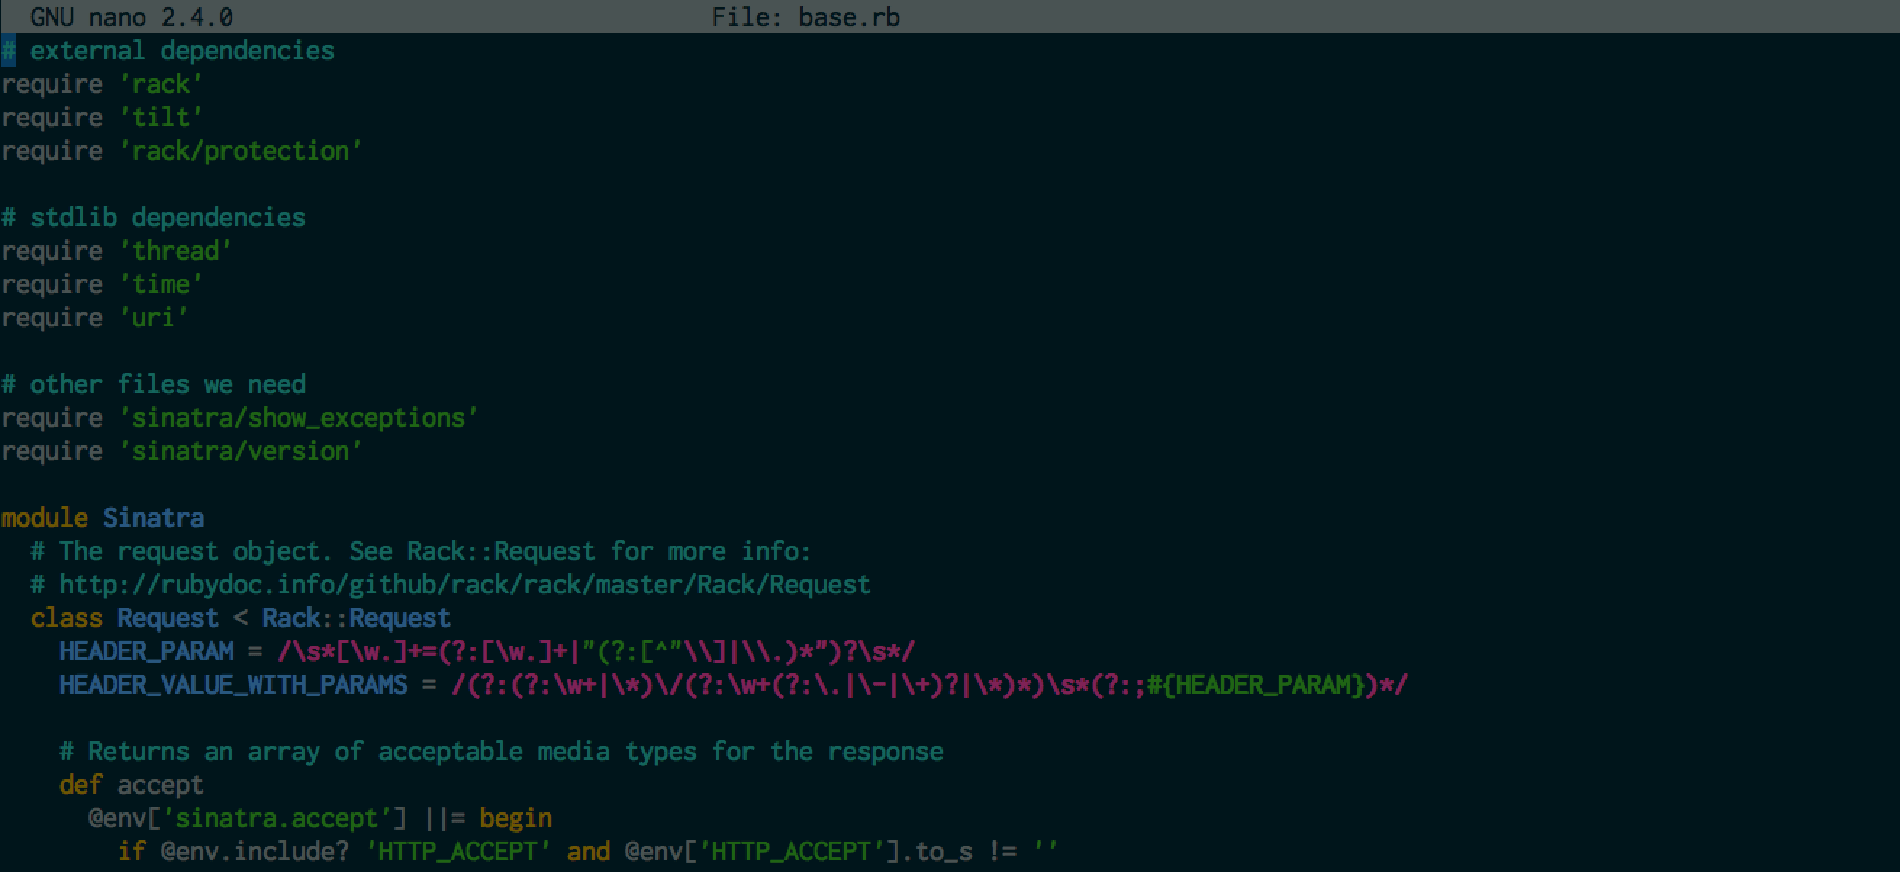 GNU nano 2.4.0 File: base.rb
# external dependencies
require 'rack'
require 'tilt'
require 'rack/protection'
# stdlib dependencies
require 'thread'
require 'time'
require 'uri'
# other files we need
require 'sinatra/show_exceptions'
require 'sinatra/version'
module Sinatra
# The request object. See Rack::Request for more info:
# http://rubydoc.info/github/rack/rack/master/Rack/Request
class Request < Rack::Request
HEADER_PARAM = /\s*[\w.]+=(?:[\w.]+|"(?:[^"\\]|\\.)*")?\s*/
HEADER_VALUE_WITH_PARAMS = /(?:(?:\w+|\*)\/(?:\w+(?:\.|\-|\+)?|\*)*)\s*(?:;#{HEADER_PARAM})*/
# Returns an array of acceptable media types for the response
def accept
@env['sinatra.accept'] ||= begin
if @env.include? 'HTTP_ACCEPT' and @env['HTTP_ACCEPT'].to_s != ''